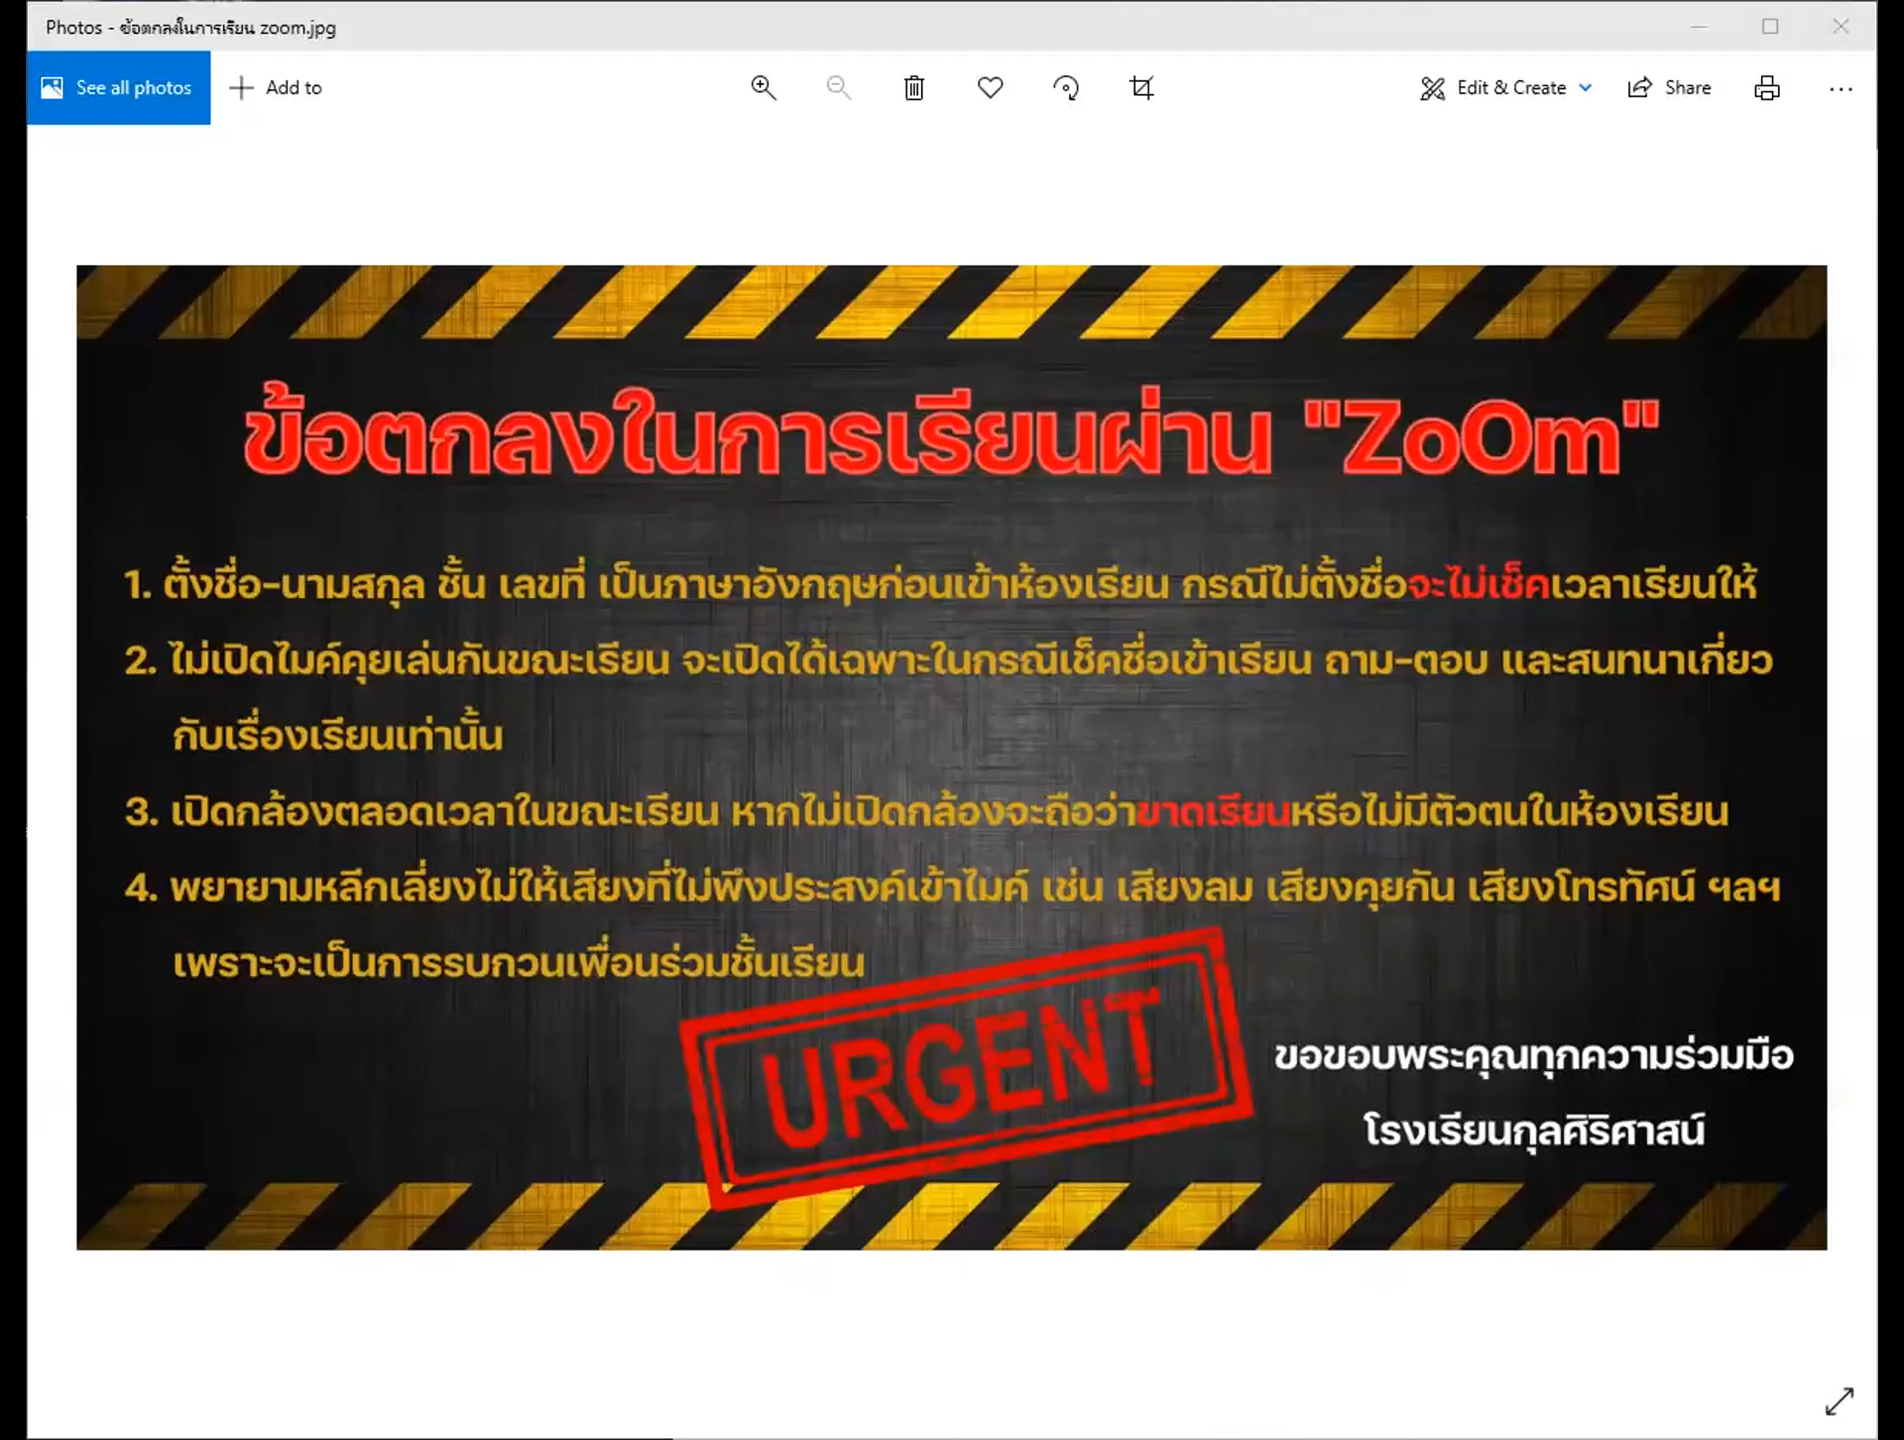 Photos - ข้อตกลงในการเรียน zoom.jpg
See all photos
Add to
Edit & Create
Share
ข้อตกลงในการเรียนผ่าน "ZoOm"
1. ตั้งชื่อ-นามสกุล ชั้น เลขที่ เป็นภาษาอังกฤษก่อนเข้าห้องเรียน กรณีไม่ตั้งชื่อจะไม่เช็คเวลาเรียนให้
2. ไม่เปิดไมค์คุยเล่นกันขณะเรียน จะเปิดได้เฉพาะในกรณีเช็คชื่อเข้าเรียน ถาม-ตอบ และสนทนาเกี่ยว
กับเรื่องเรียนเท่านั้น
3. เปิดกล้องตลอดเวลาในขณะเรียน หากไม่เปิดกล้องจะถือว่าขาดเรียนหรือไม่มีตัวตนในห้องเรียน
4. พยายามหลีกเลี่ยงไม่ให้เสียงที่ไม่พึงประสงค์เข้าไมค์ เช่น เสียงลม เสียงคุยกัน เสียงโทรทัศน์ ฯลฯ
เพราะจะเป็นการรบกวนเพื่อนร่วมชั้นเรียน
URGENT
ขอขอบพระคุณทุกความร่วมมือ
โรงเรียนกุลศิริศาสน์